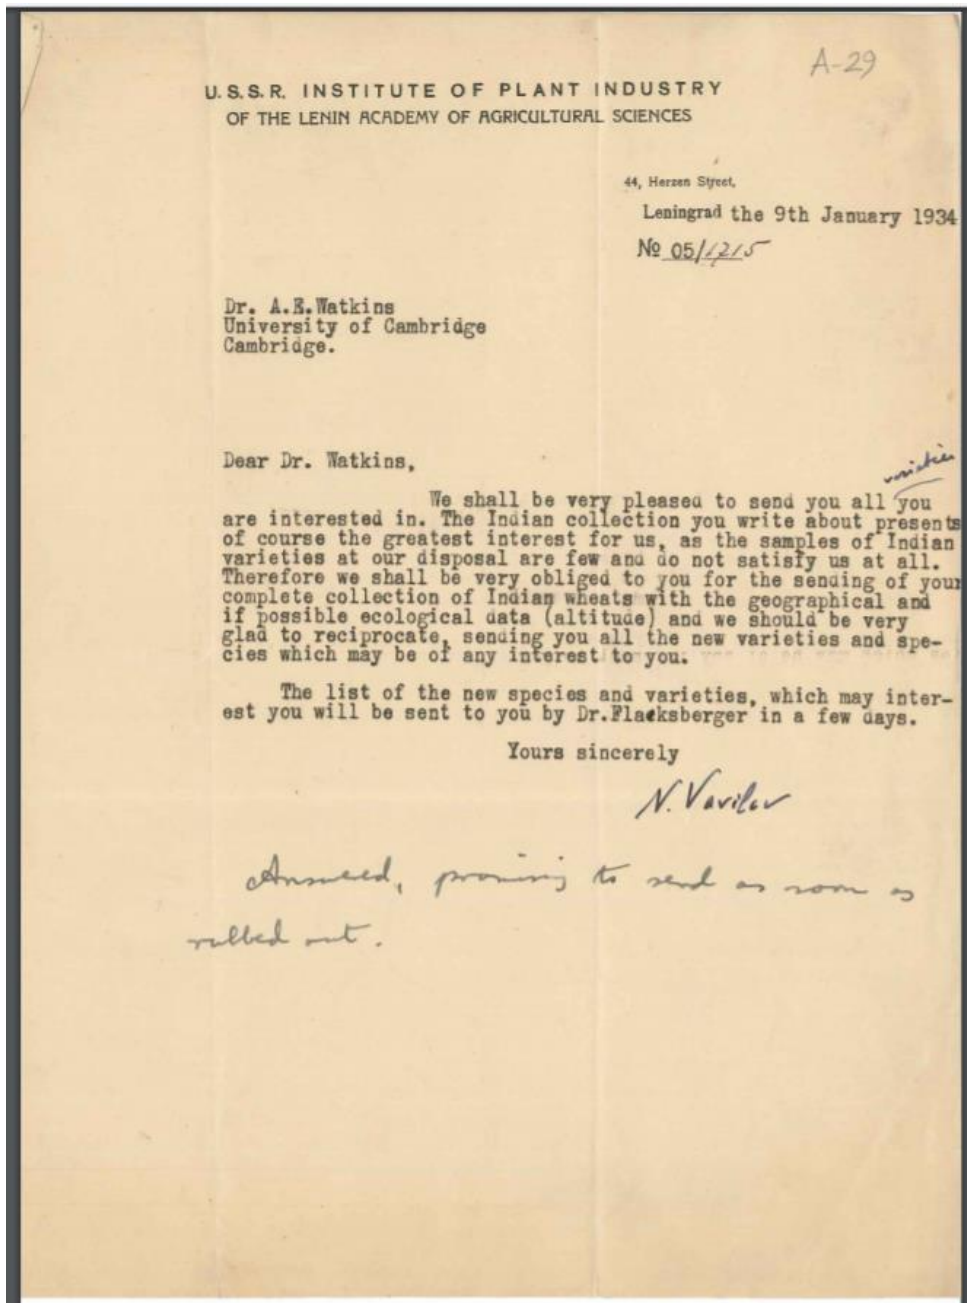 A-29
U.S.S.R. INSTITUTE OF PLANT INDUSTRY
OF THE LENIN ACADEMY OF AGRICULTURAL SCIENCES
44, Herzen Street,
Leningrad the 9th January 1934
№ 05/1215
Dr. A.E.Watkins
University of Cambridge
Cambridge.
Dear Dr. Watkins,
varieties
We shall be very pleased to send you all you
are interested in. The Indian collection you write about presents
of course the greatest interest for us, as the samples of Indian
varieties at our disposal are few and do not satisfy us at all.
Therefore we shall be very obliged to you for the sending of your
complete collection of Indian wheats with the geographical and
if possible ecological data (altitude) and we should be very
glad to reciprocate, sending you all the new varieties and spe-
cies which may be of any interest to you.
The list of the new species and varieties, which may inter-
est you will be sent to you by Dr.Flaksberger in a few days.
Yours sincerely
N. Vavilov
Answered, promising to send as soon as
rubbed out.